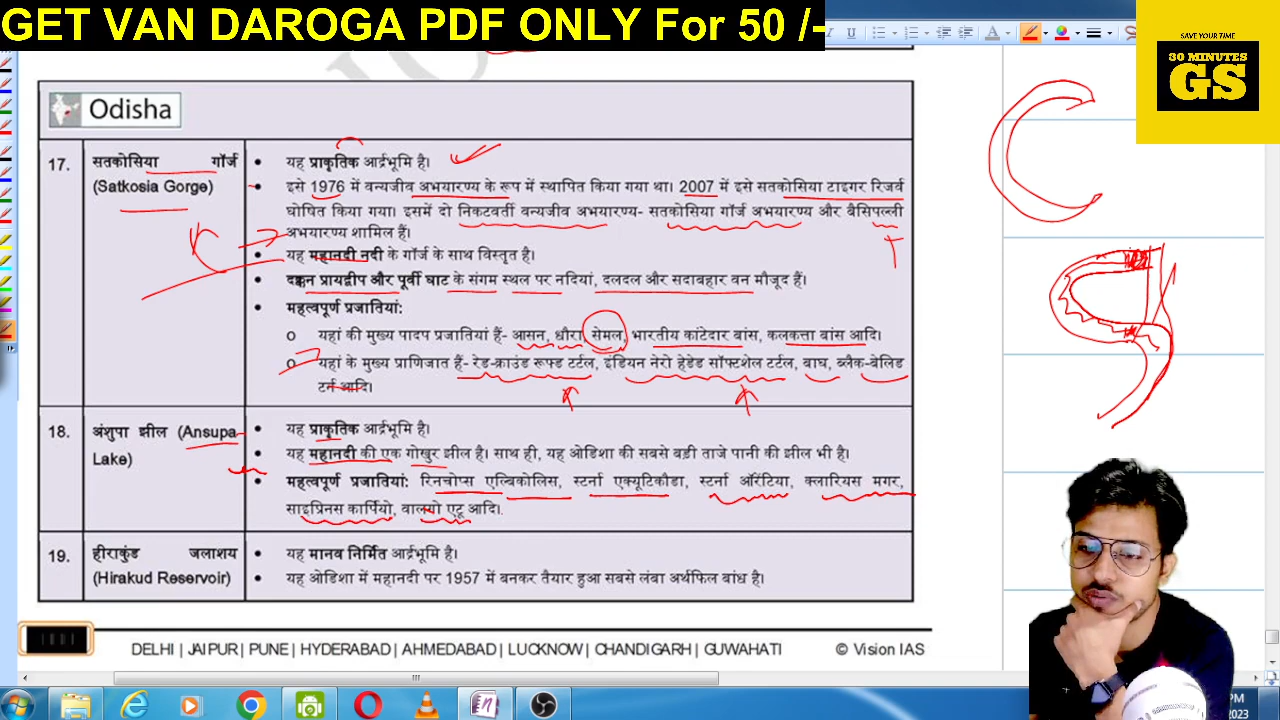 GET VAN DAROGA PDF ONLY For 50 /-
SAVE YOUR TIME
30 MINUTES
GS
Odisha
17.
सतकोसिया गॉर्ज
(Satkosia Gorge)
• यह प्राकृतिक आर्द्रभूमि है।
• इसे 1976 में वन्यजीव अभयारण्य के रूप में स्थापित किया गया था। 2007 में इसे सतकोसिया टाइगर रिजर्व
घोषित किया गया। इसमें दो निकटवर्ती वन्यजीव अभयारण्य- सतकोसिया गॉर्ज अभयारण्य और बैसिपल्ली
अभयारण्य शामिल हैं।
• यह महानदी नदी के गॉर्ज के साथ विस्तृत है।
• दक्कन प्रायद्वीप और पूर्वी घाट के संगम स्थल पर नदियां, दलदल और सदाबहार वन मौजूद हैं।
• महत्वपूर्ण प्रजातियां:
o यहां की मुख्य पादप प्रजातियां हैं- आसन, धौरा, सेमल, भारतीय कांटेदार बांस, कलकत्ता बांस आदि।
o यहां के मुख्य प्राणिजात हैं- रेड-क्राउंड रूफ्ड टर्टल, इंडियन नेरो हेडेड सॉफ्टशेल टर्टल, बाघ, ब्लैक-बेलिड
टर्न आदि।
18.
अंशुपा झील (Ansupa
Lake)
• यह प्राकृतिक आर्द्रभूमि है।
• यह महानदी की एक गोखुर झील है। साथ ही, यह ओडिशा की सबसे बड़ी ताजे पानी की झील भी है।
• महत्वपूर्ण प्रजातियां: रिनचोप्स एल्बिकोलिस, स्टर्ना एक्यूटिकौडा, स्टर्ना ऑरेंटिया, क्लारियस मगर,
साइप्रिनस कार्पियो, वालगो एटू आदि।
19.
हीराकुंड जलाशय
(Hirakud Reservoir)
• यह मानव निर्मित आर्द्रभूमि है।
• यह ओडिशा में महानदी पर 1957 में बनकर तैयार हुआ सबसे लंबा अर्थफिल बांध है।
DELHI | JAIPUR | PUNE | HYDERABAD | AHMEDABAD | LUCKNOW | CHANDIGARH | GUWAHATI
© Vision IAS
PM
2023